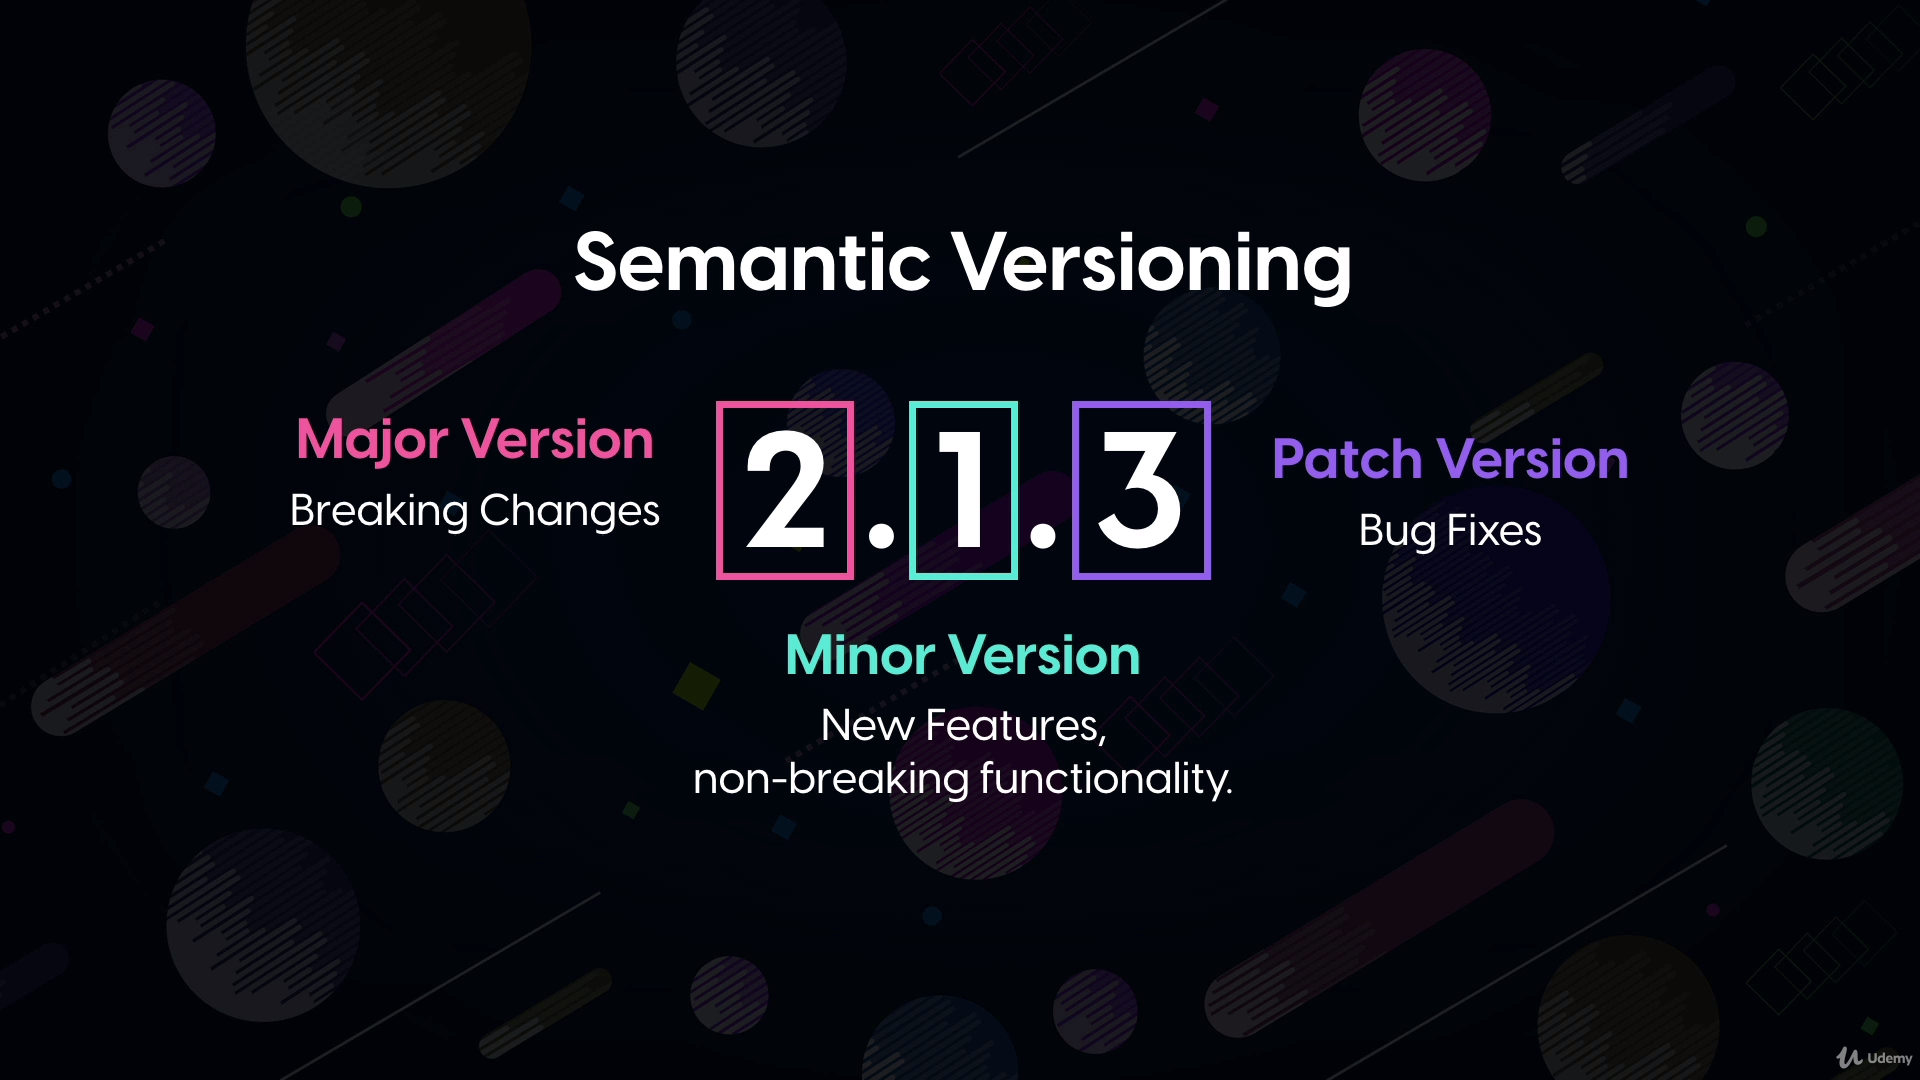 Semantic Versioning
Major Version
Breaking Changes
2.1.3
Patch Version
Bug Fixes
Minor Version
New Features,
non-breaking functionality.
Udemy